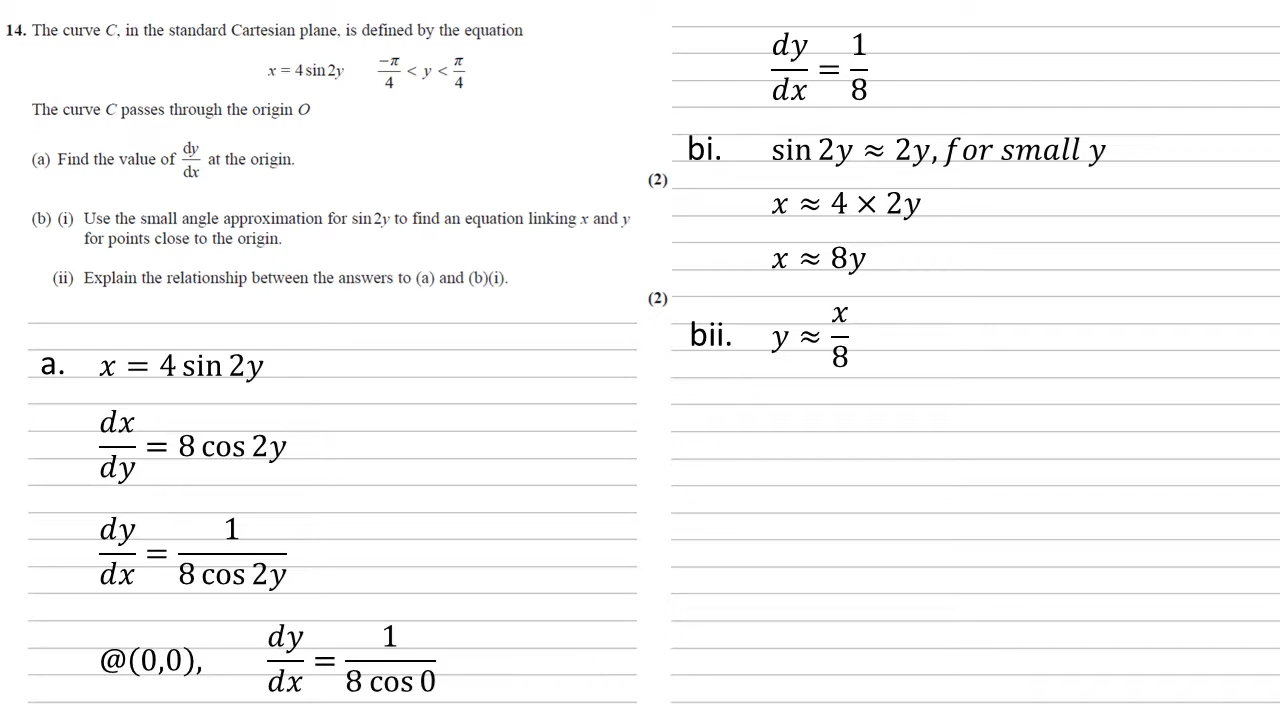 14. The curve C, in the standard Cartesian plane, is defined by the equation
x = 4 sin 2y    −π/4 < y < π/4
The curve C passes through the origin O
(a) Find the value of dy/dx at the origin.
(2)
(b) (i) Use the small angle approximation for sin 2y to find an equation linking x and y
for points close to the origin.
(ii) Explain the relationship between the answers to (a) and (b)(i).
(2)
a. x = 4 sin 2y
dx/dy = 8 cos 2y
dy/dx = 1/(8 cos 2y)
@(0,0), dy/dx = 1/(8 cos 0)
dy/dx = 1/8
bi. sin 2y ≈ 2y, for small y
x ≈ 4 × 2y
x ≈ 8y
bii. y ≈ x/8